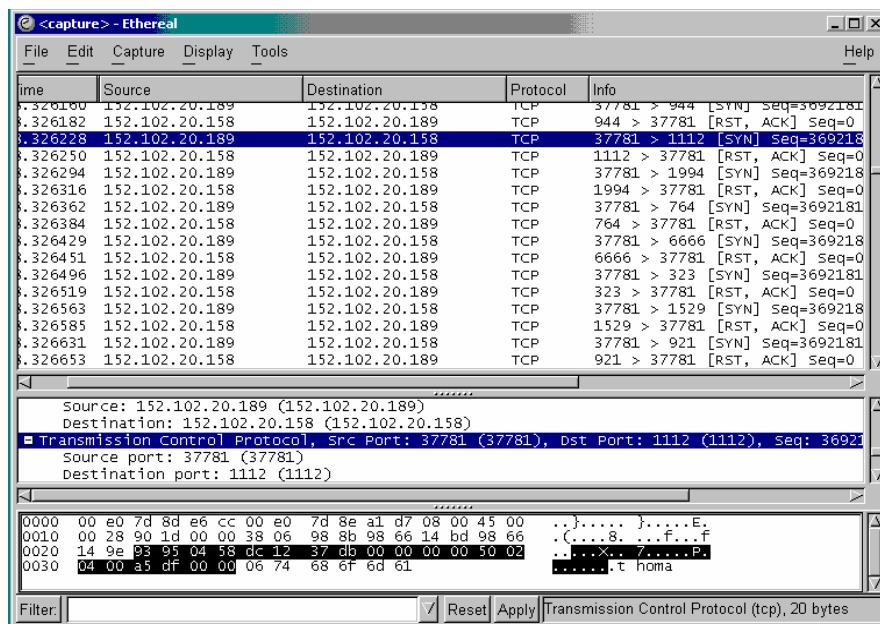 <capture> - Ethereal
File Edit Capture Display Tools Help
ime Source Destination Protocol Info
.326160 152.102.20.189 152.102.20.158 TCP 37781 > 944 [SYN] Seq=3692181
.326182 152.102.20.158 152.102.20.189 TCP 944 > 37781 [RST, ACK] Seq=0
.326228 152.102.20.189 152.102.20.158 TCP 37781 > 1112 [SYN] Seq=369218
.326250 152.102.20.158 152.102.20.189 TCP 1112 > 37781 [RST, ACK] Seq=0
.326294 152.102.20.189 152.102.20.158 TCP 37781 > 1994 [SYN] Seq=369218
.326316 152.102.20.158 152.102.20.189 TCP 1994 > 37781 [RST, ACK] Seq=0
.326362 152.102.20.189 152.102.20.158 TCP 37781 > 764 [SYN] Seq=3692181
.326384 152.102.20.158 152.102.20.189 TCP 764 > 37781 [RST, ACK] Seq=0
.326429 152.102.20.189 152.102.20.158 TCP 37781 > 6666 [SYN] Seq=369218
.326451 152.102.20.158 152.102.20.189 TCP 6666 > 37781 [RST, ACK] Seq=0
.326496 152.102.20.189 152.102.20.158 TCP 37781 > 323 [SYN] Seq=3692181
.326519 152.102.20.158 152.102.20.189 TCP 323 > 37781 [RST, ACK] Seq=0
.326563 152.102.20.189 152.102.20.158 TCP 37781 > 1529 [SYN] Seq=369218
.326585 152.102.20.158 152.102.20.189 TCP 1529 > 37781 [RST, ACK] Seq=0
.326631 152.102.20.189 152.102.20.158 TCP 37781 > 921 [SYN] Seq=3692181
.326653 152.102.20.158 152.102.20.189 TCP 921 > 37781 [RST, ACK] Seq=0
Source: 152.102.20.189 (152.102.20.189)
Destination: 152.102.20.158 (152.102.20.158)
Transmission Control Protocol, Src Port: 37781 (37781), Dst Port: 1112 (1112), Seq: 36921
Source port: 37781 (37781)
Destination port: 1112 (1112)
0000 00 e0 7d 8d e6 cc 00 e0 7d 8e a1 d7 08 00 45 00 ..}..... }.....E.
0010 00 28 90 1d 00 00 38 06 98 8b 98 66 14 bd 98 66 .(....8. ...f...f
0020 14 9e 93 95 04 58 dc 12 37 db 00 00 00 00 50 02 .....X.. 7.....P.
0030 04 00 a5 df 00 00 06 74 68 6f 6d 61 .......t homa
Filter: Reset Apply Transmission Control Protocol (tcp), 20 bytes